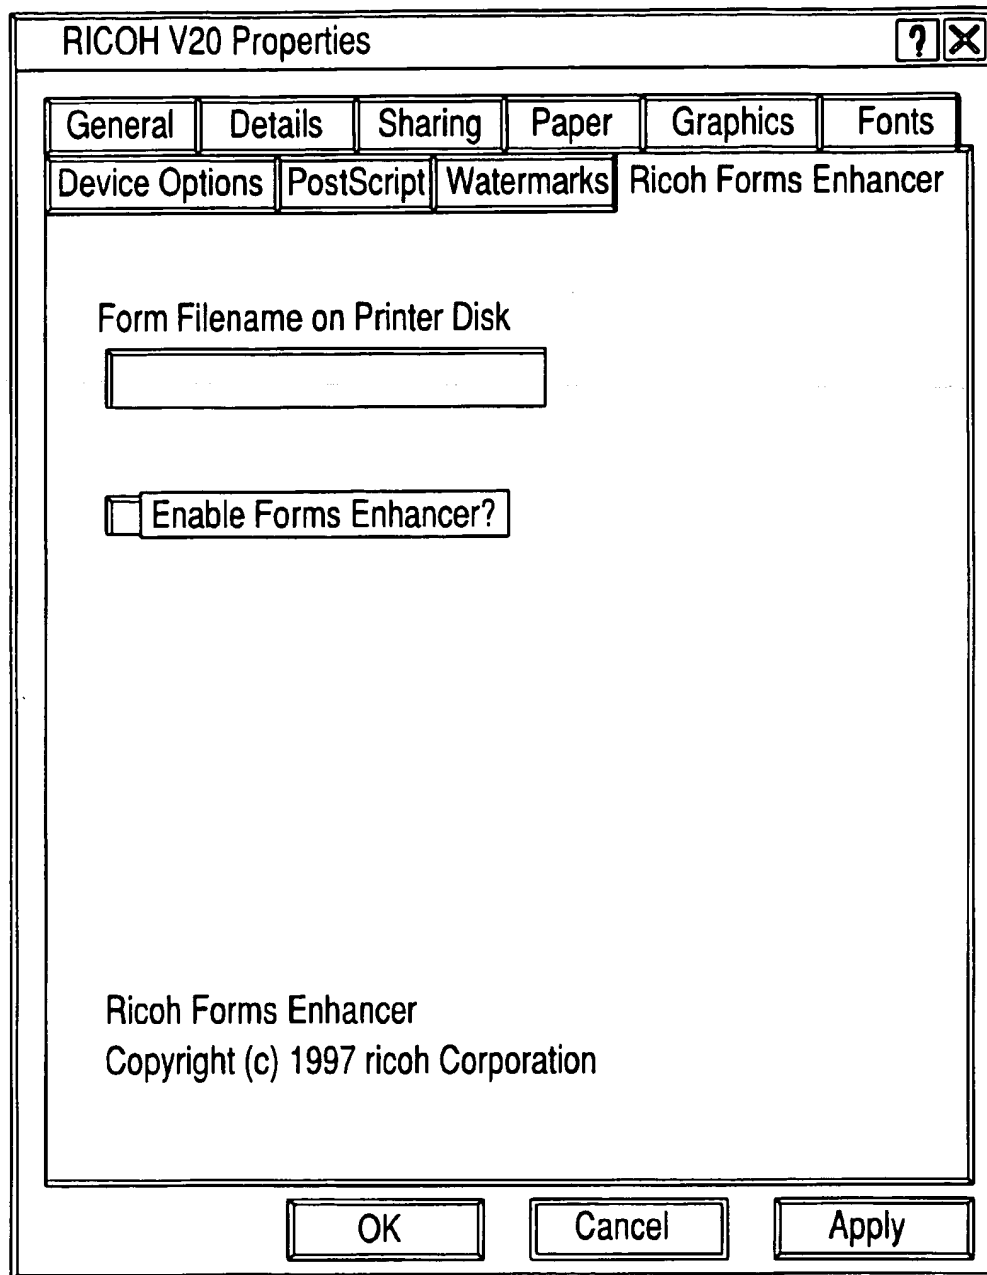 RICOH V20 Properties ?
General Details Sharing Paper Graphics Fonts
Device Options PostScript Watermarks Ricoh Forms Enhancer
Form Filename on Printer Disk
Enable Forms Enhancer?
Ricoh Forms Enhancer
Copyright (c) 1997 ricoh Corporation
OK Cancel Apply